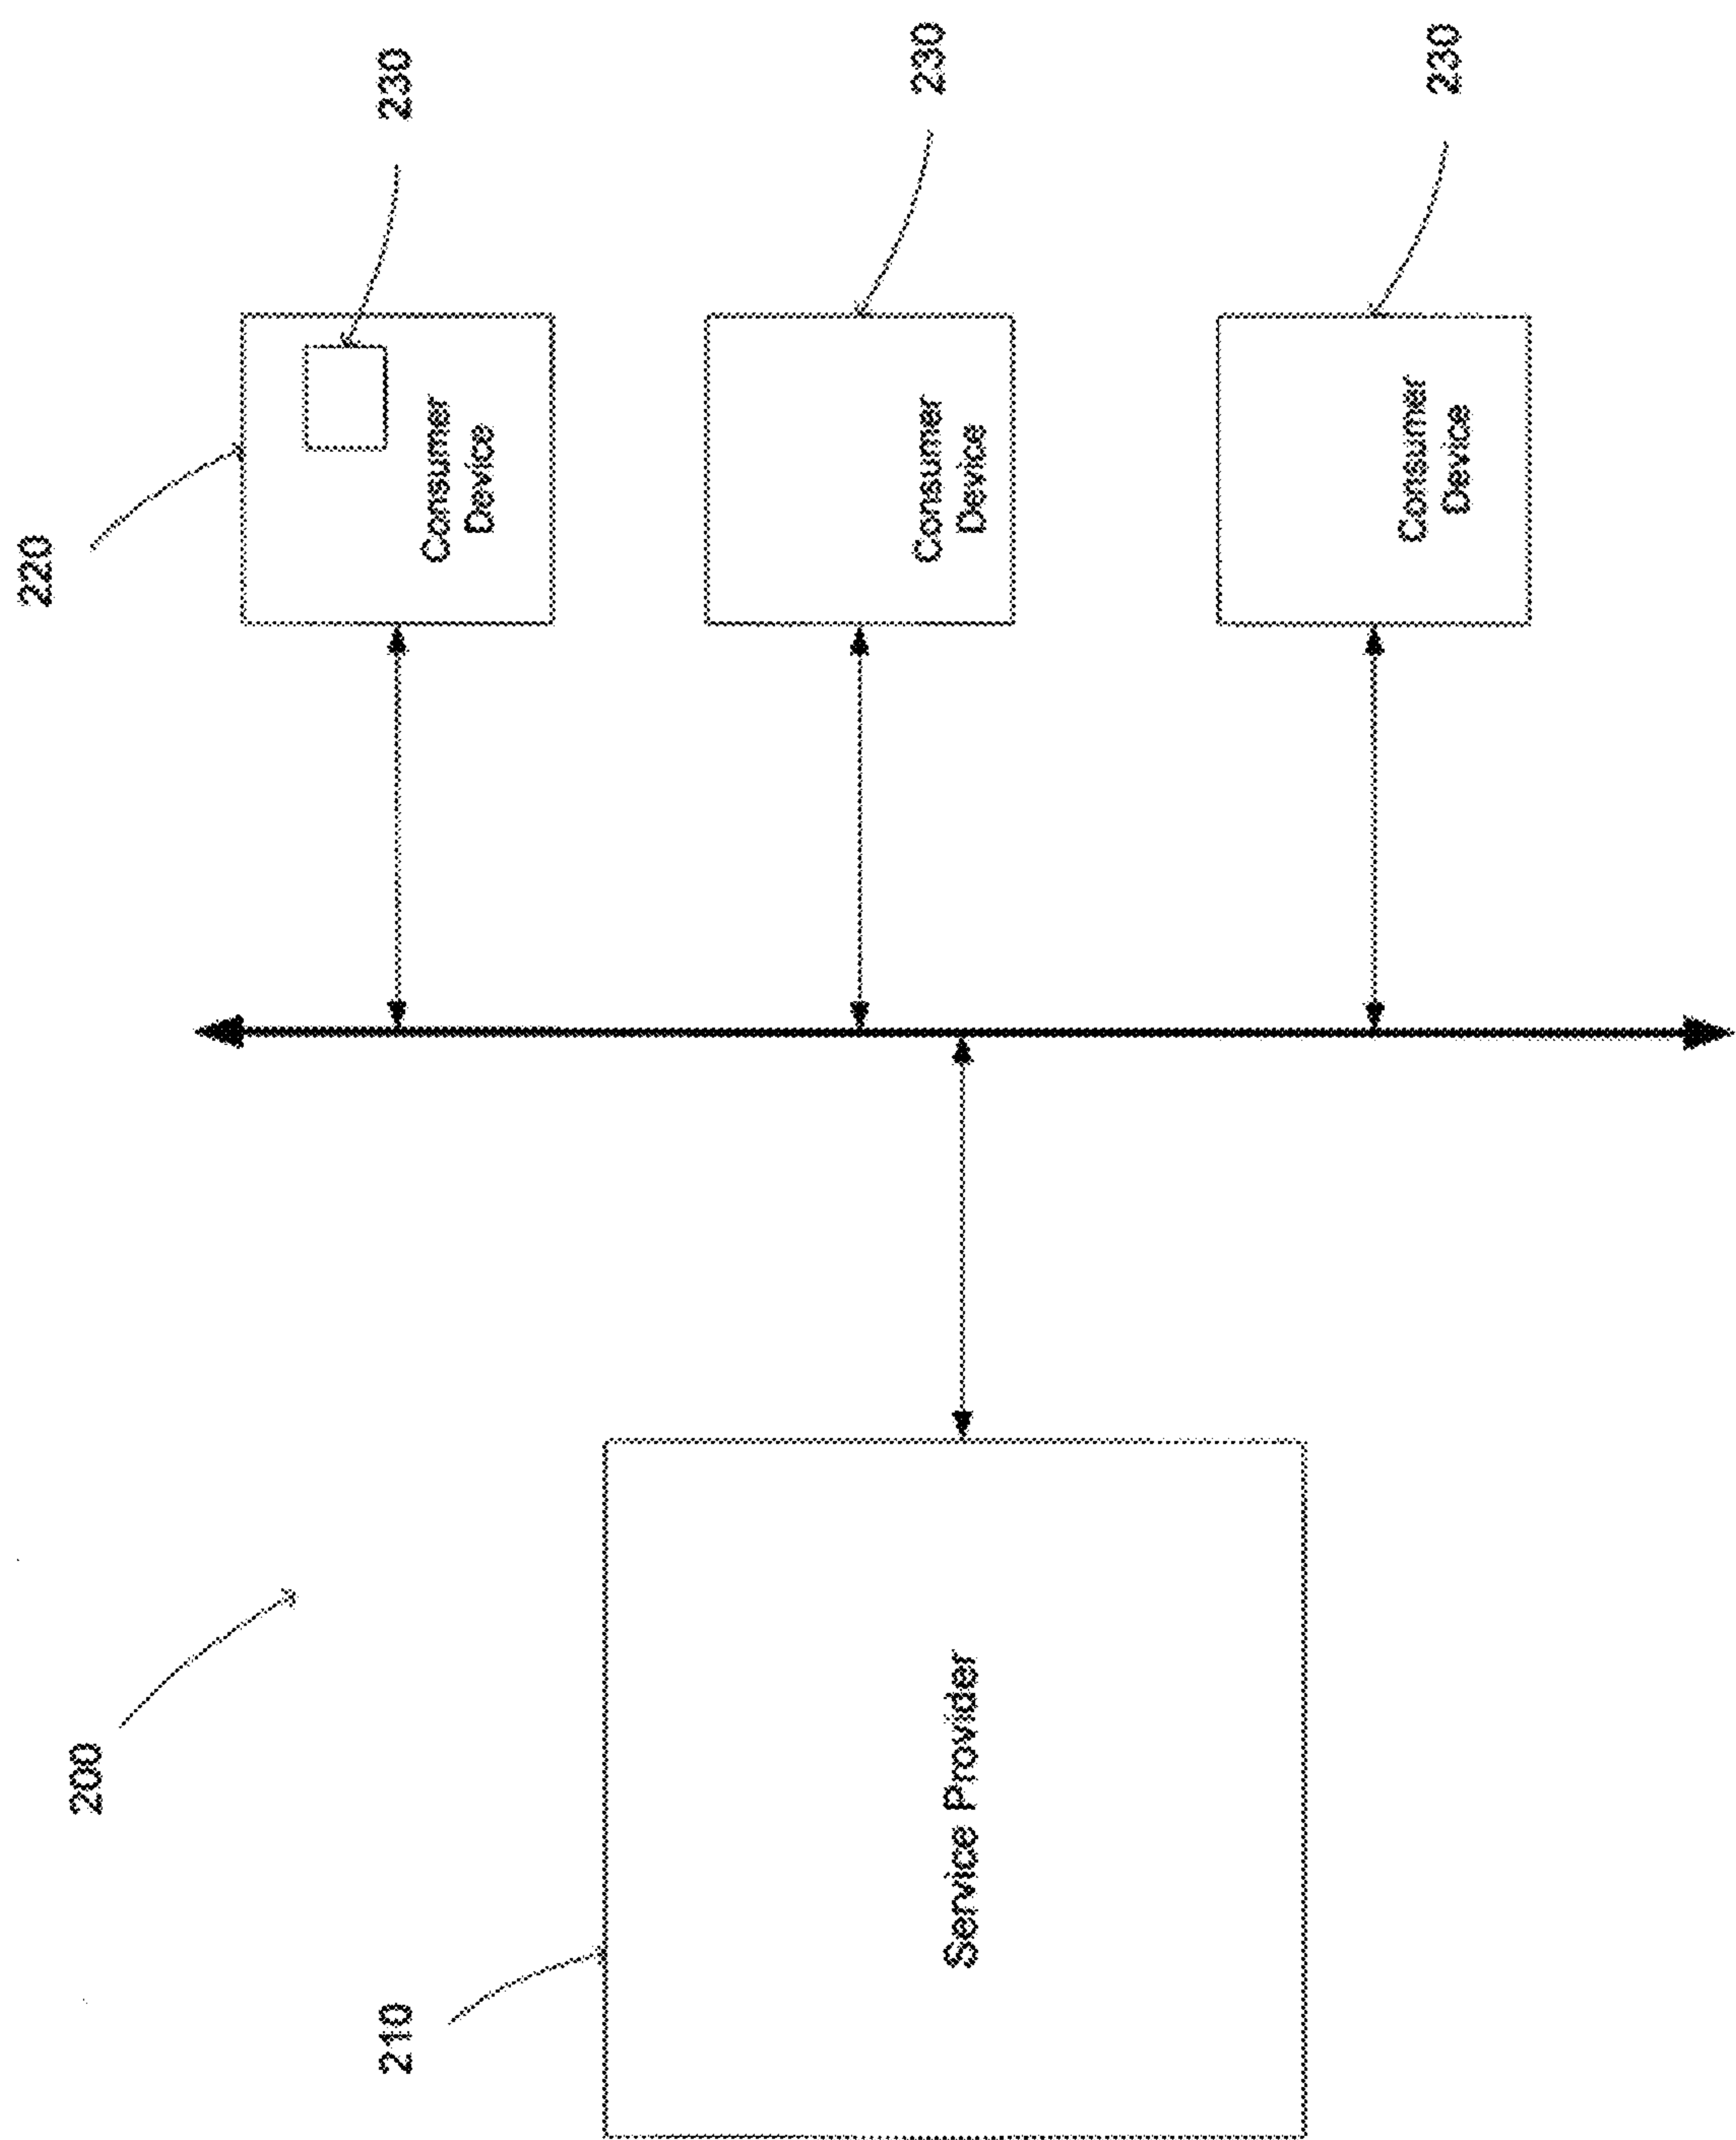 200
210
Service Provider
220
230
Consumer
Device
230
Consumer
Device
230
Consumer
Device